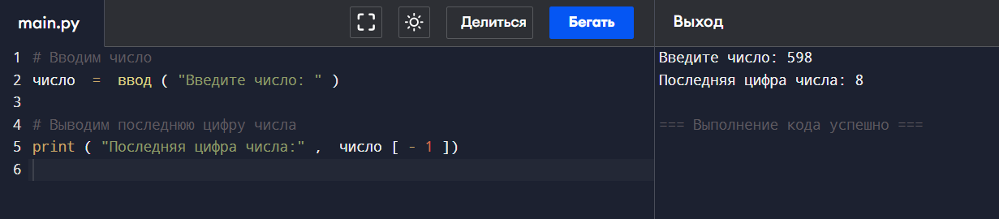 main.py
Делиться
Бегать
Выход
1 # Вводим число
2 число = ввод ( "Введите число: " )
3
4 # Выводим последнюю цифру числа
5 print ( "Последняя цифра числа:" , число [ - 1 ])
6
Введите число: 598
Последняя цифра числа: 8
=== Выполнение кода успешно ===